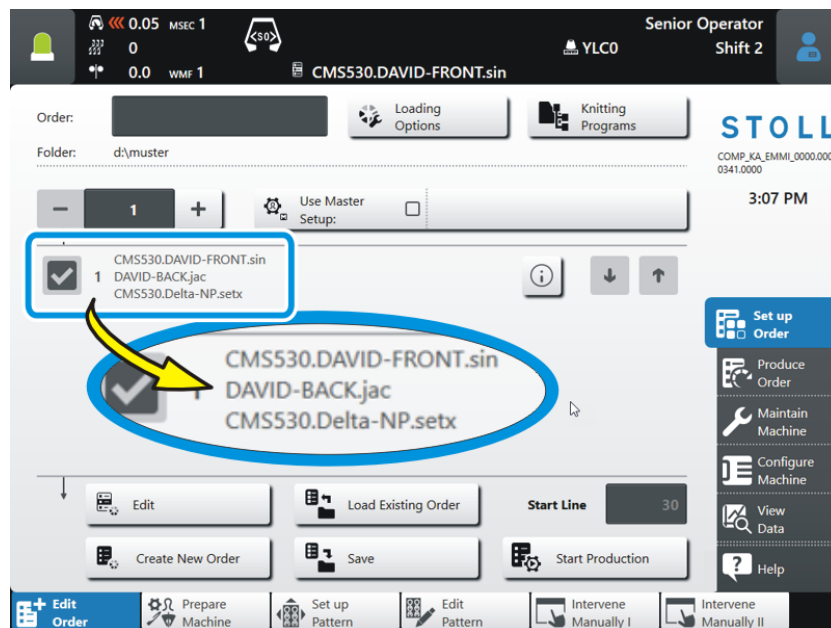 0.05 MSEC 1
<S0>
Senior Operator
0
YLC0
Shift 2
0.0 WMF 1
CMS530.DAVID-FRONT.sin
Order:
Loading
Options
Knitting
Programs
Folder: d:\muster
STOLL
COMP_KA_EMMI_0000.000
0341.0000
3:07 PM
1
Use Master
Setup:
CMS530.DAVID-FRONT.sin
1 DAVID-BACK.jac
CMS530.Delta-NP.setx
CMS530.DAVID-FRONT.sin
1 DAVID-BACK.jac
CMS530.Delta-NP.setx
Set up
Order
Produce
Order
Maintain
Machine
Configure
Machine
View
Data
Help
Edit
Load Existing Order
Start Line 30
Create New Order
Save
Start Production
Edit
Order
Prepare
Machine
Set up
Pattern
Edit
Pattern
Intervene
Manually I
Intervene
Manually II